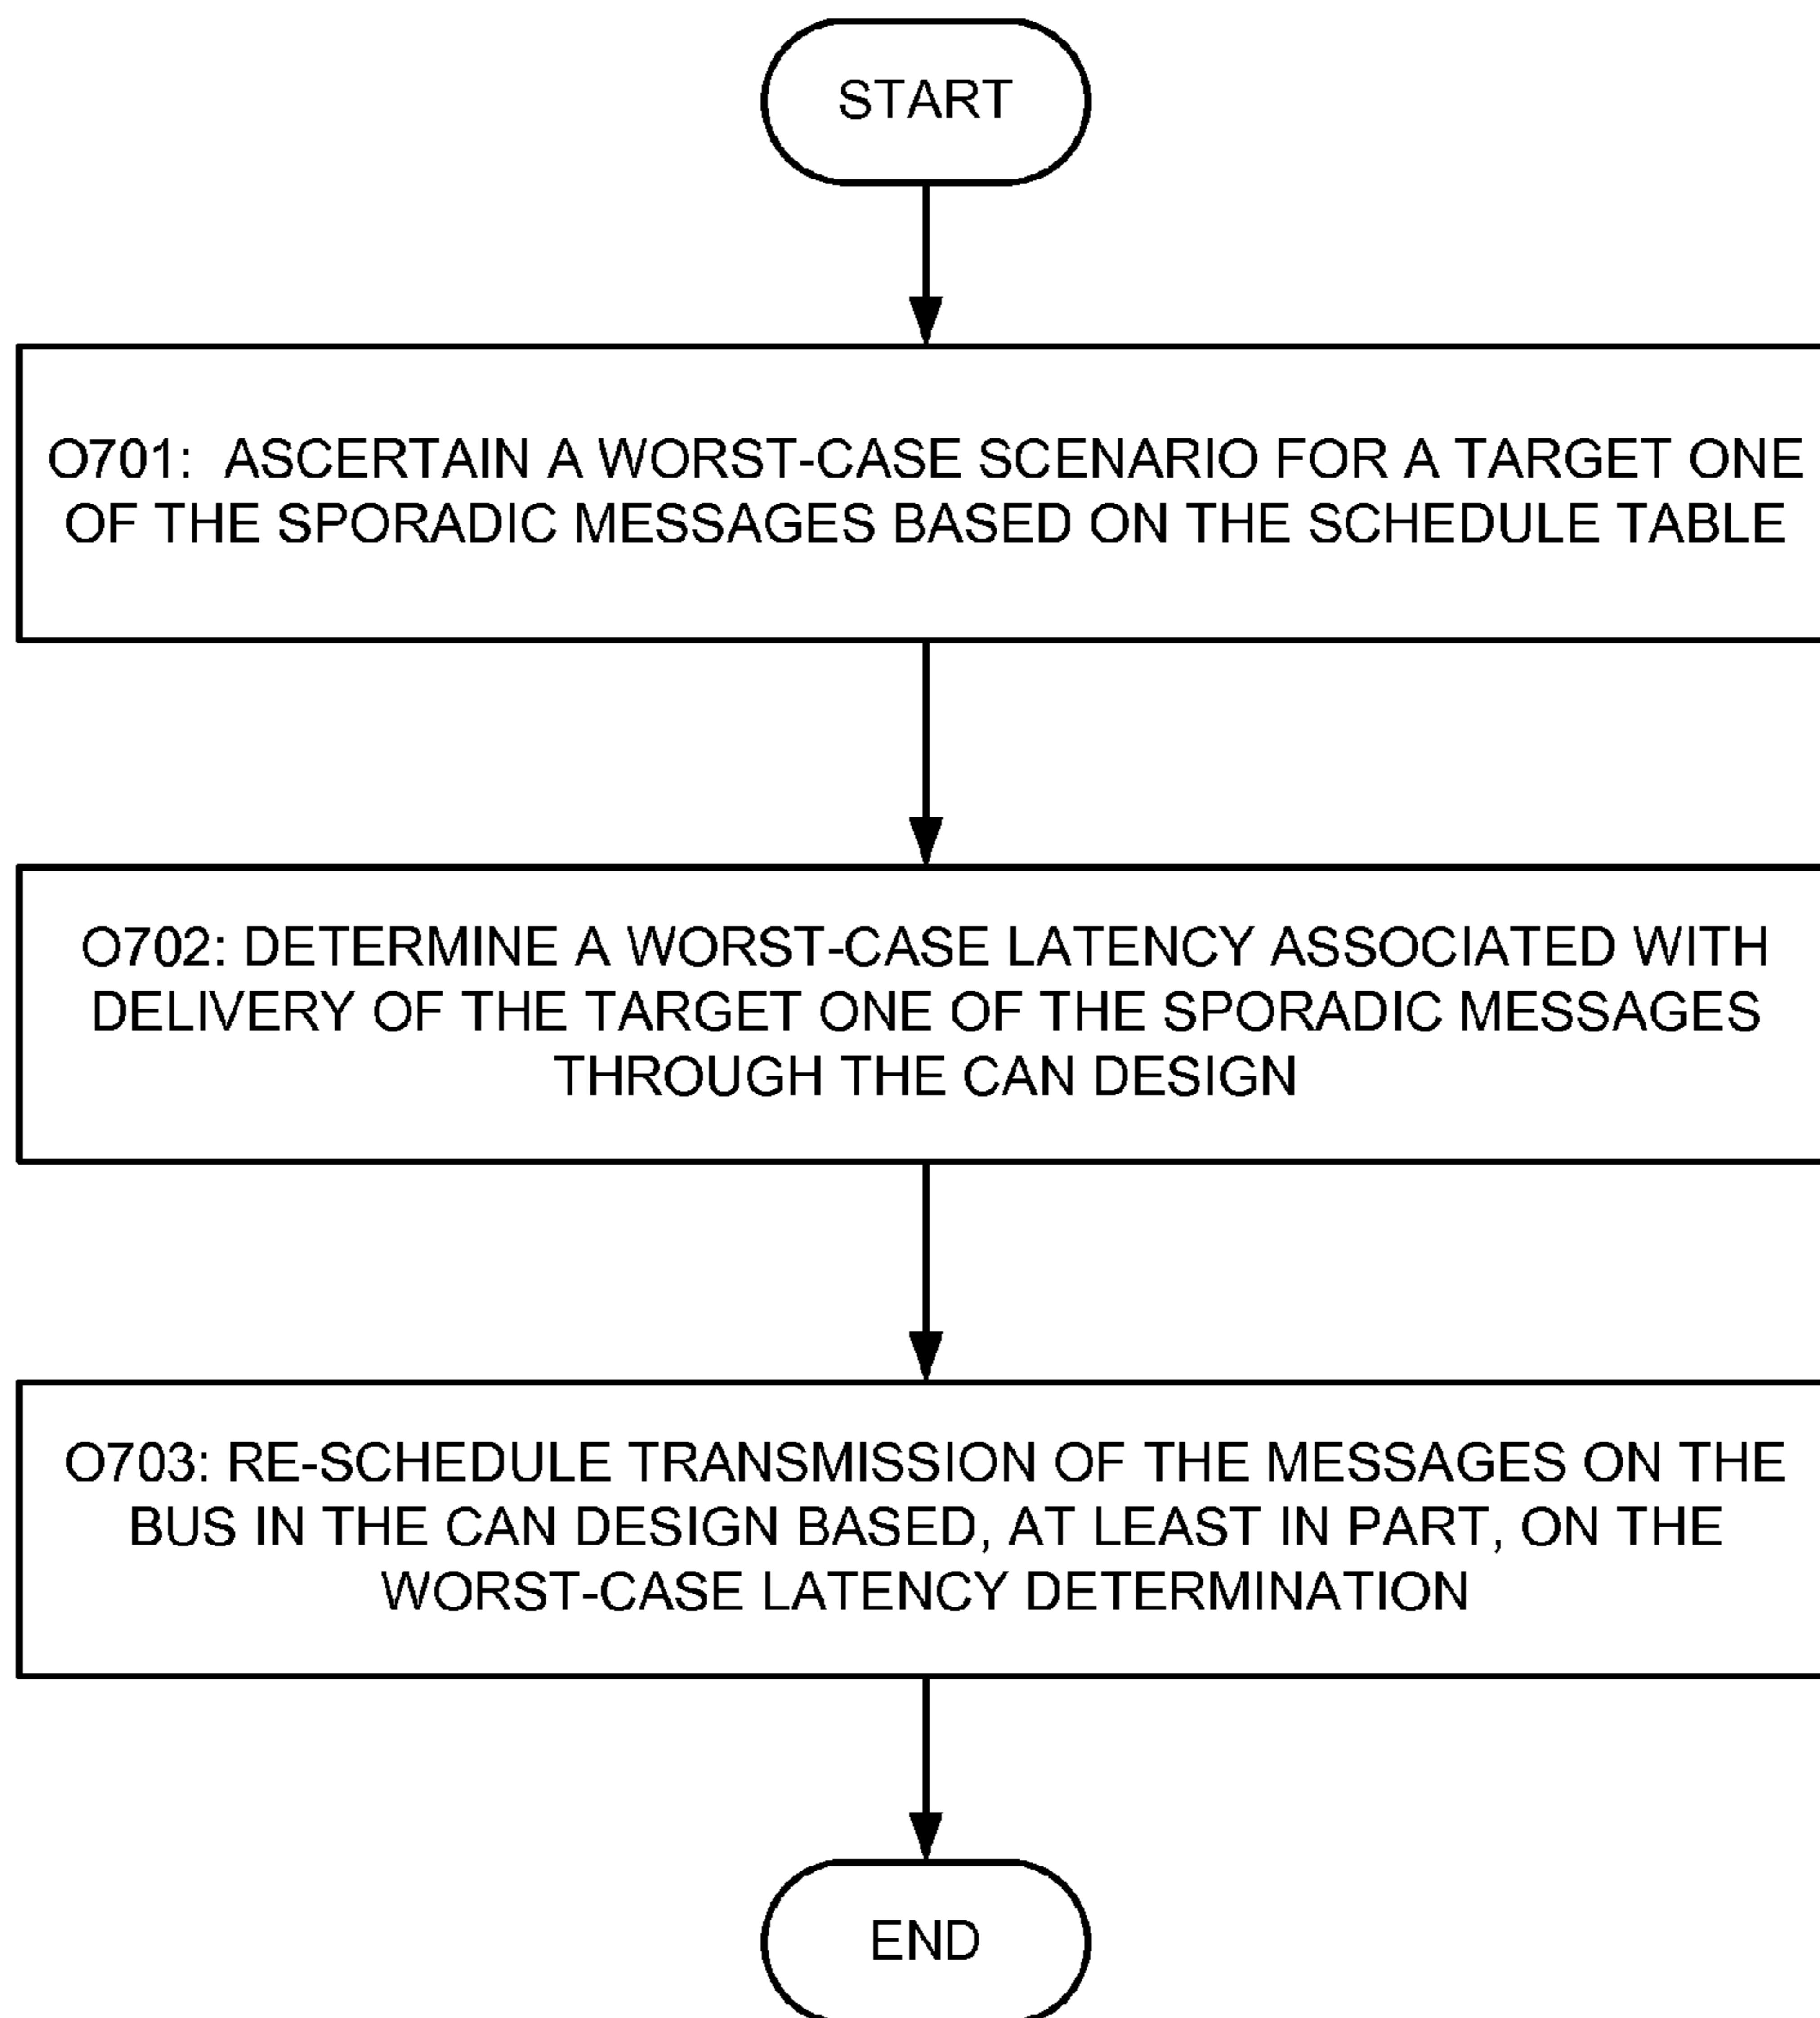 START
O701: ASCERTAIN A WORST-CASE SCENARIO FOR A TARGET ONE
OF THE SPORADIC MESSAGES BASED ON THE SCHEDULE TABLE
O702: DETERMINE A WORST-CASE LATENCY ASSOCIATED WITH
DELIVERY OF THE TARGET ONE OF THE SPORADIC MESSAGES
THROUGH THE CAN DESIGN
O703: RE-SCHEDULE TRANSMISSION OF THE MESSAGES ON THE
BUS IN THE CAN DESIGN BASED, AT LEAST IN PART, ON THE
WORST-CASE LATENCY DETERMINATION
END